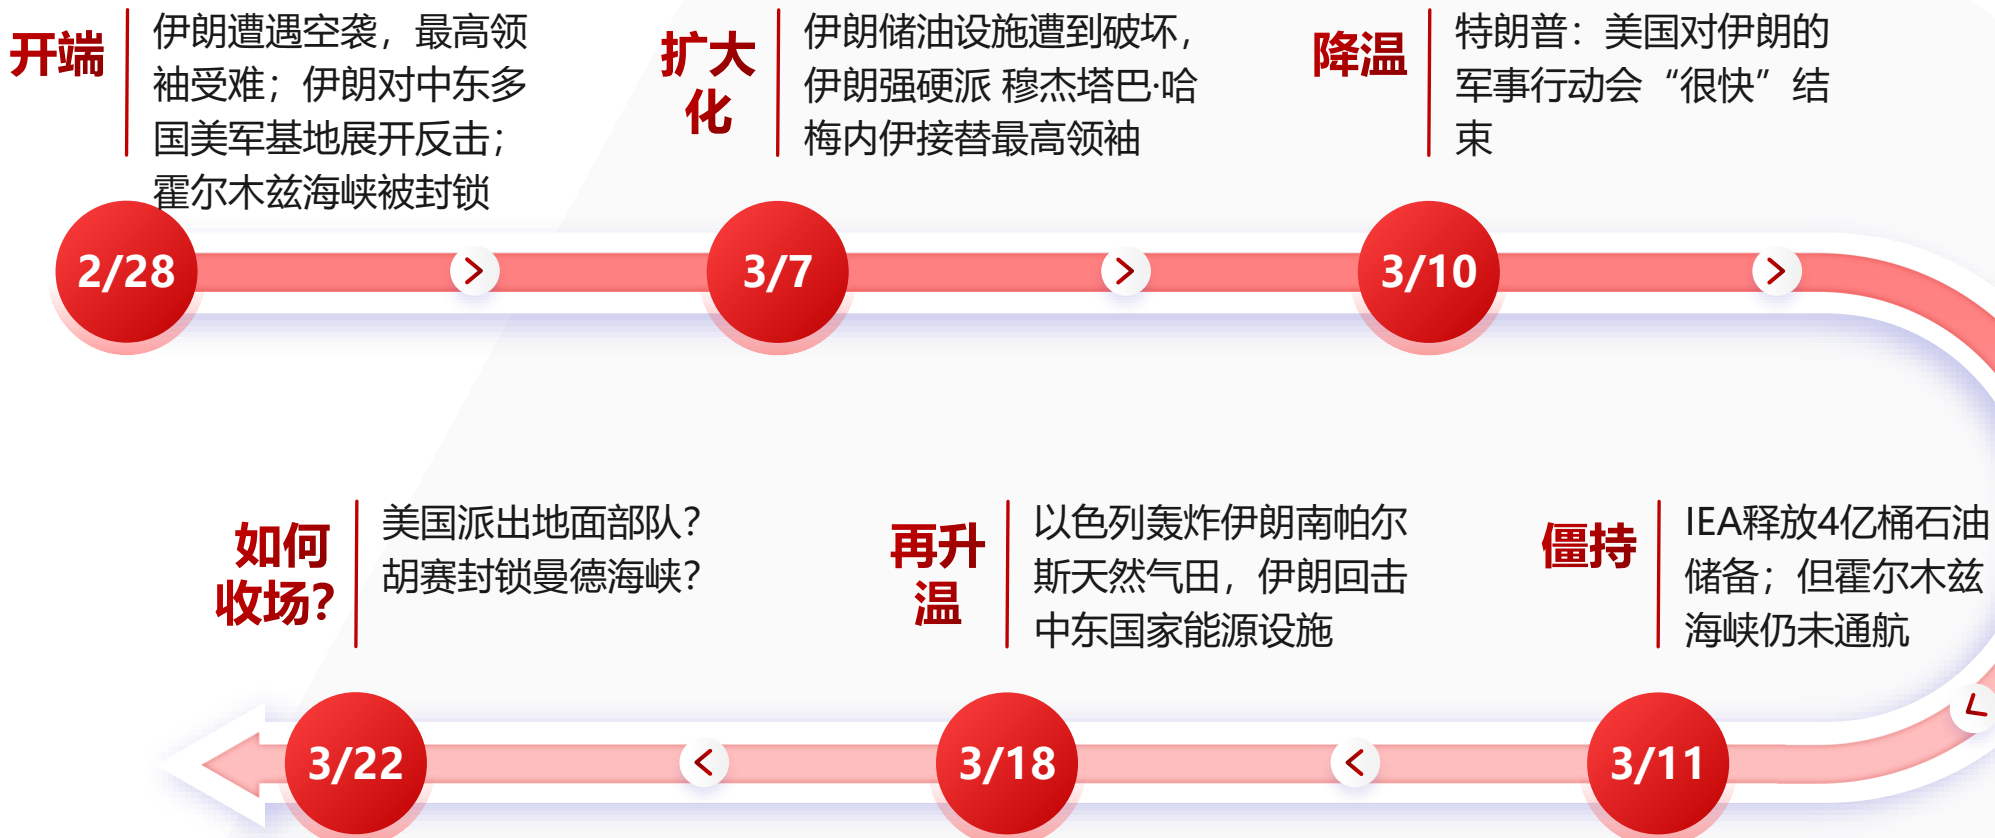 开端
伊朗遭遇空袭，最高领
袖受难；伊朗对中东多
国美军基地展开反击；
霍尔木兹海峡被封锁
2/28
扩大
化
伊朗储油设施遭到破坏，
伊朗强硬派 穆杰塔巴·哈
梅内伊接替最高领袖
3/7
降温
特朗普：美国对伊朗的
军事行动会“很快”结
束
3/10
僵持
IEA释放4亿桶石油
储备；但霍尔木兹
海峡仍未通航
3/11
再升
温
以色列轰炸伊朗南帕尔
斯天然气田，伊朗回击
中东国家能源设施
3/18
如何
收场?
美国派出地面部队？
胡赛封锁曼德海峡？
3/22